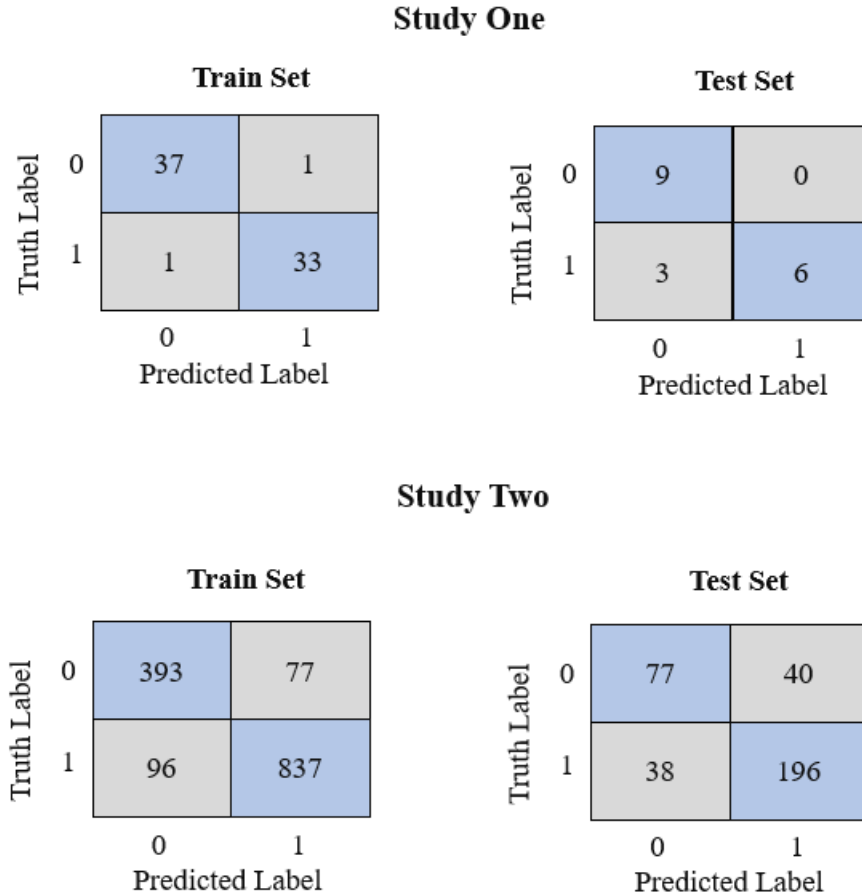 Study One
Train Set
Test Set
Truth Label
0
37
1
1
1
33
0
1
Predicted Label
Truth Label
0
9
0
1
3
6
0
1
Predicted Label
Study Two
Train Set
Test Set
Truth Label
0
393
77
1
96
837
0
1
Predicted Label
Truth Label
0
77
40
1
38
196
0
1
Predicted Label